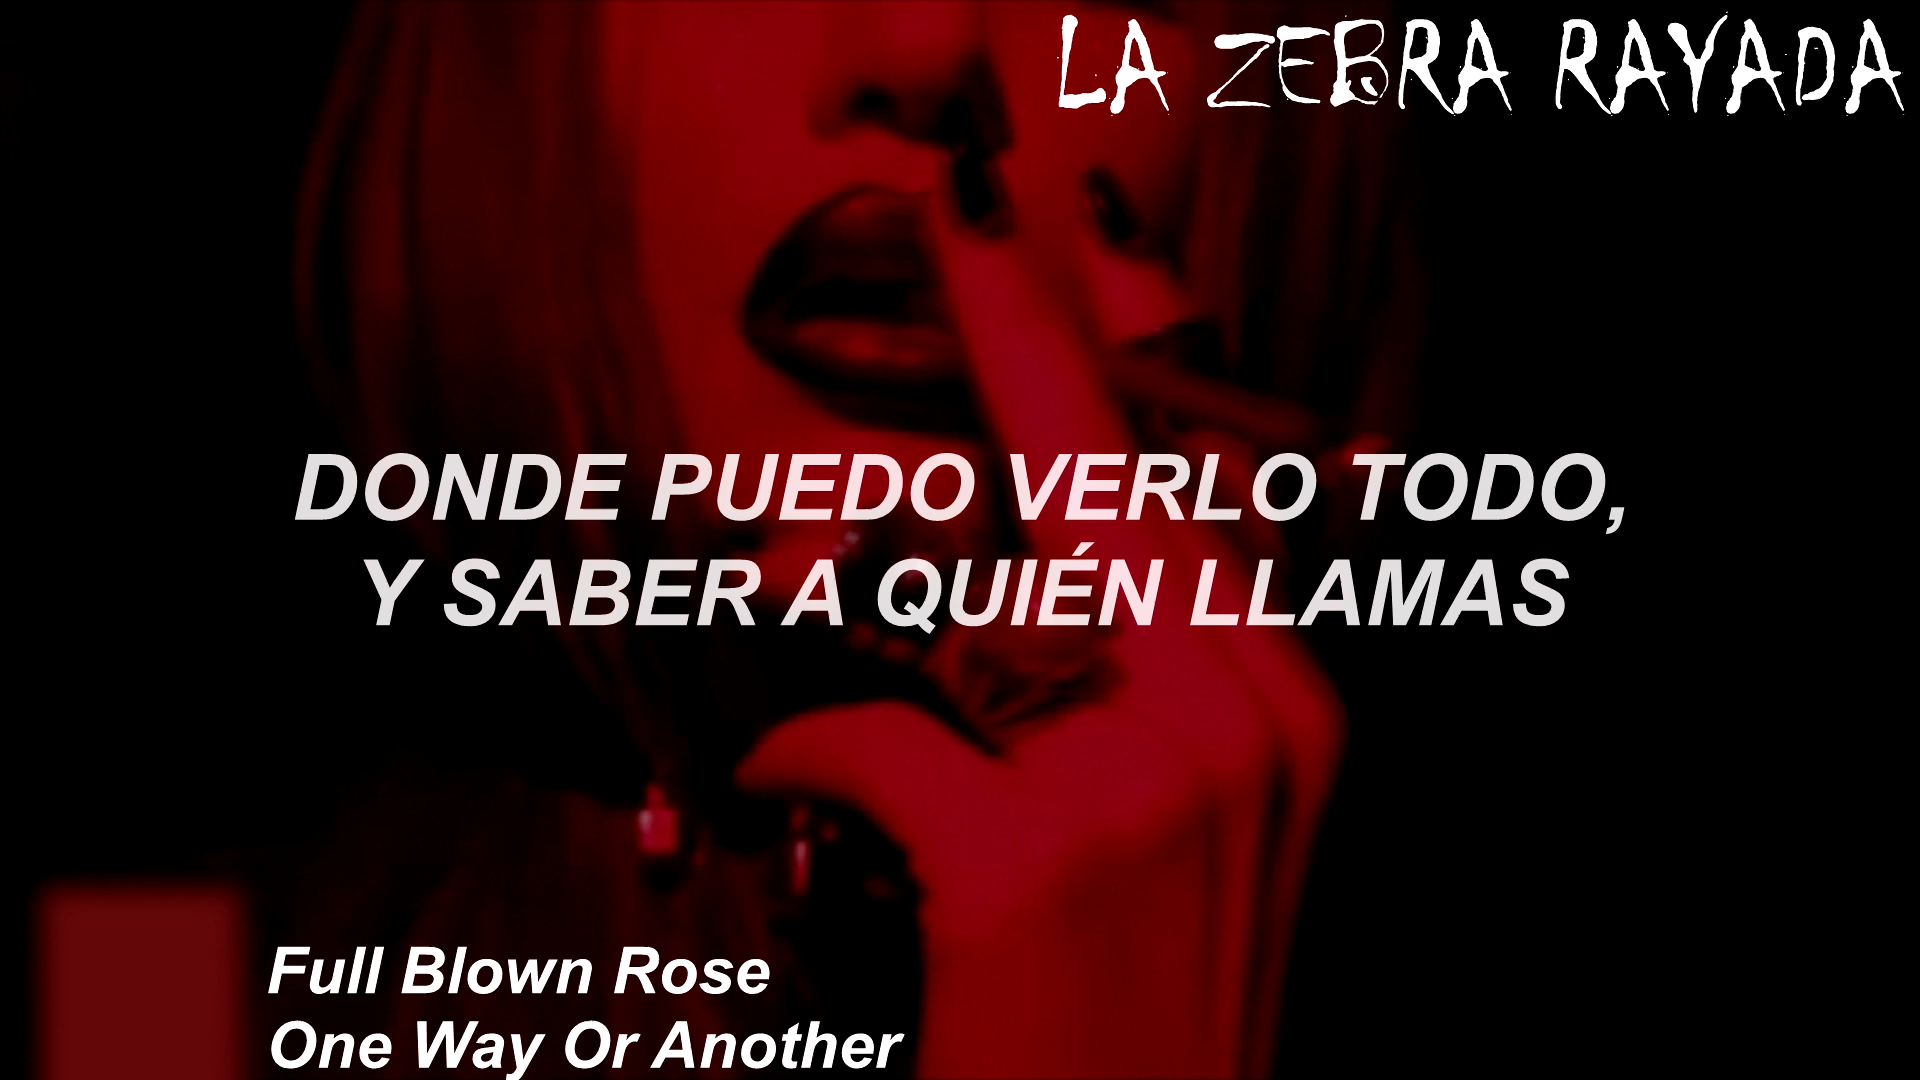 LA ZEBRA RAYADA
DONDE PUEDO VERLO TODO,
Y SABER A QUIÉN LLAMAS
Full Blown Rose
One Way Or Another